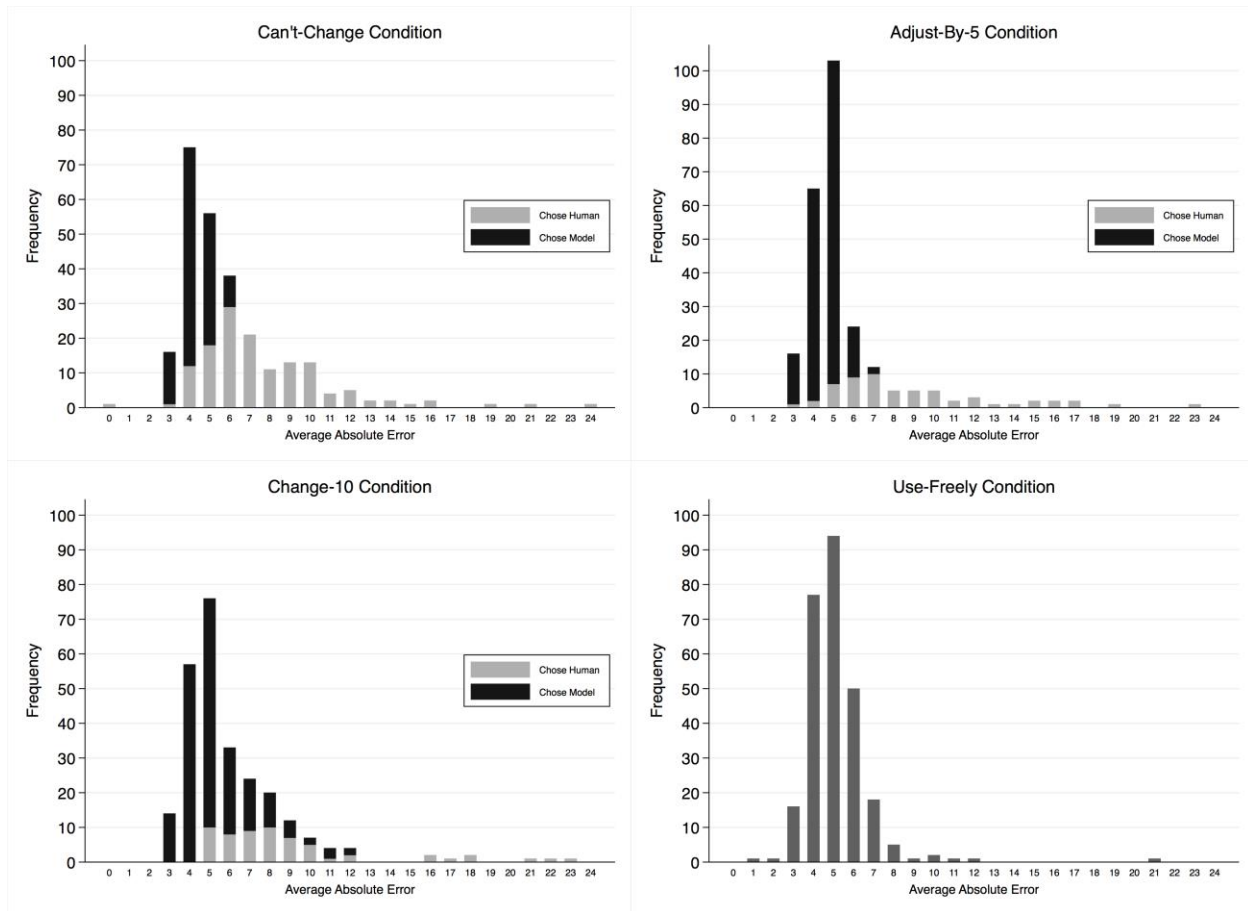 Can't-Change Condition
100
90
80
70
60
50
40
30
20
10
0
Frequency
Chose Human
Chose Model
0 1 2 3 4 5 6 7 8 9 10 11 12 13 14 15 16 17 18 19 20 21 22 23 24
Average Absolute Error
Adjust-By-5 Condition
100
90
80
70
60
50
40
30
20
10
0
Frequency
Chose Human
Chose Model
0 1 2 3 4 5 6 7 8 9 10 11 12 13 14 15 16 17 18 19 20 21 22 23 24
Average Absolute Error
Change-10 Condition
100
90
80
70
60
50
40
30
20
10
0
Frequency
Chose Human
Chose Model
0 1 2 3 4 5 6 7 8 9 10 11 12 13 14 15 16 17 18 19 20 21 22 23 24
Average Absolute Error
Use-Freely Condition
100
90
80
70
60
50
40
30
20
10
0
Frequency
0 1 2 3 4 5 6 7 8 9 10 11 12 13 14 15 16 17 18 19 20 21 22 23 24
Average Absolute Error